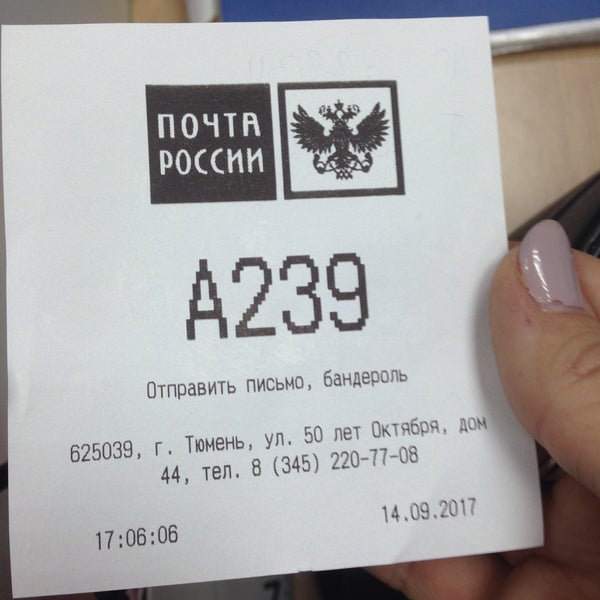 ПОЧТА
РОССИИ
А239
Отправить письмо, бандероль
625039, г. Тюмень, ул. 50 лет Октября, дом
44, тел. 8 (345) 220-77-08
17:06:06
14.09.2017